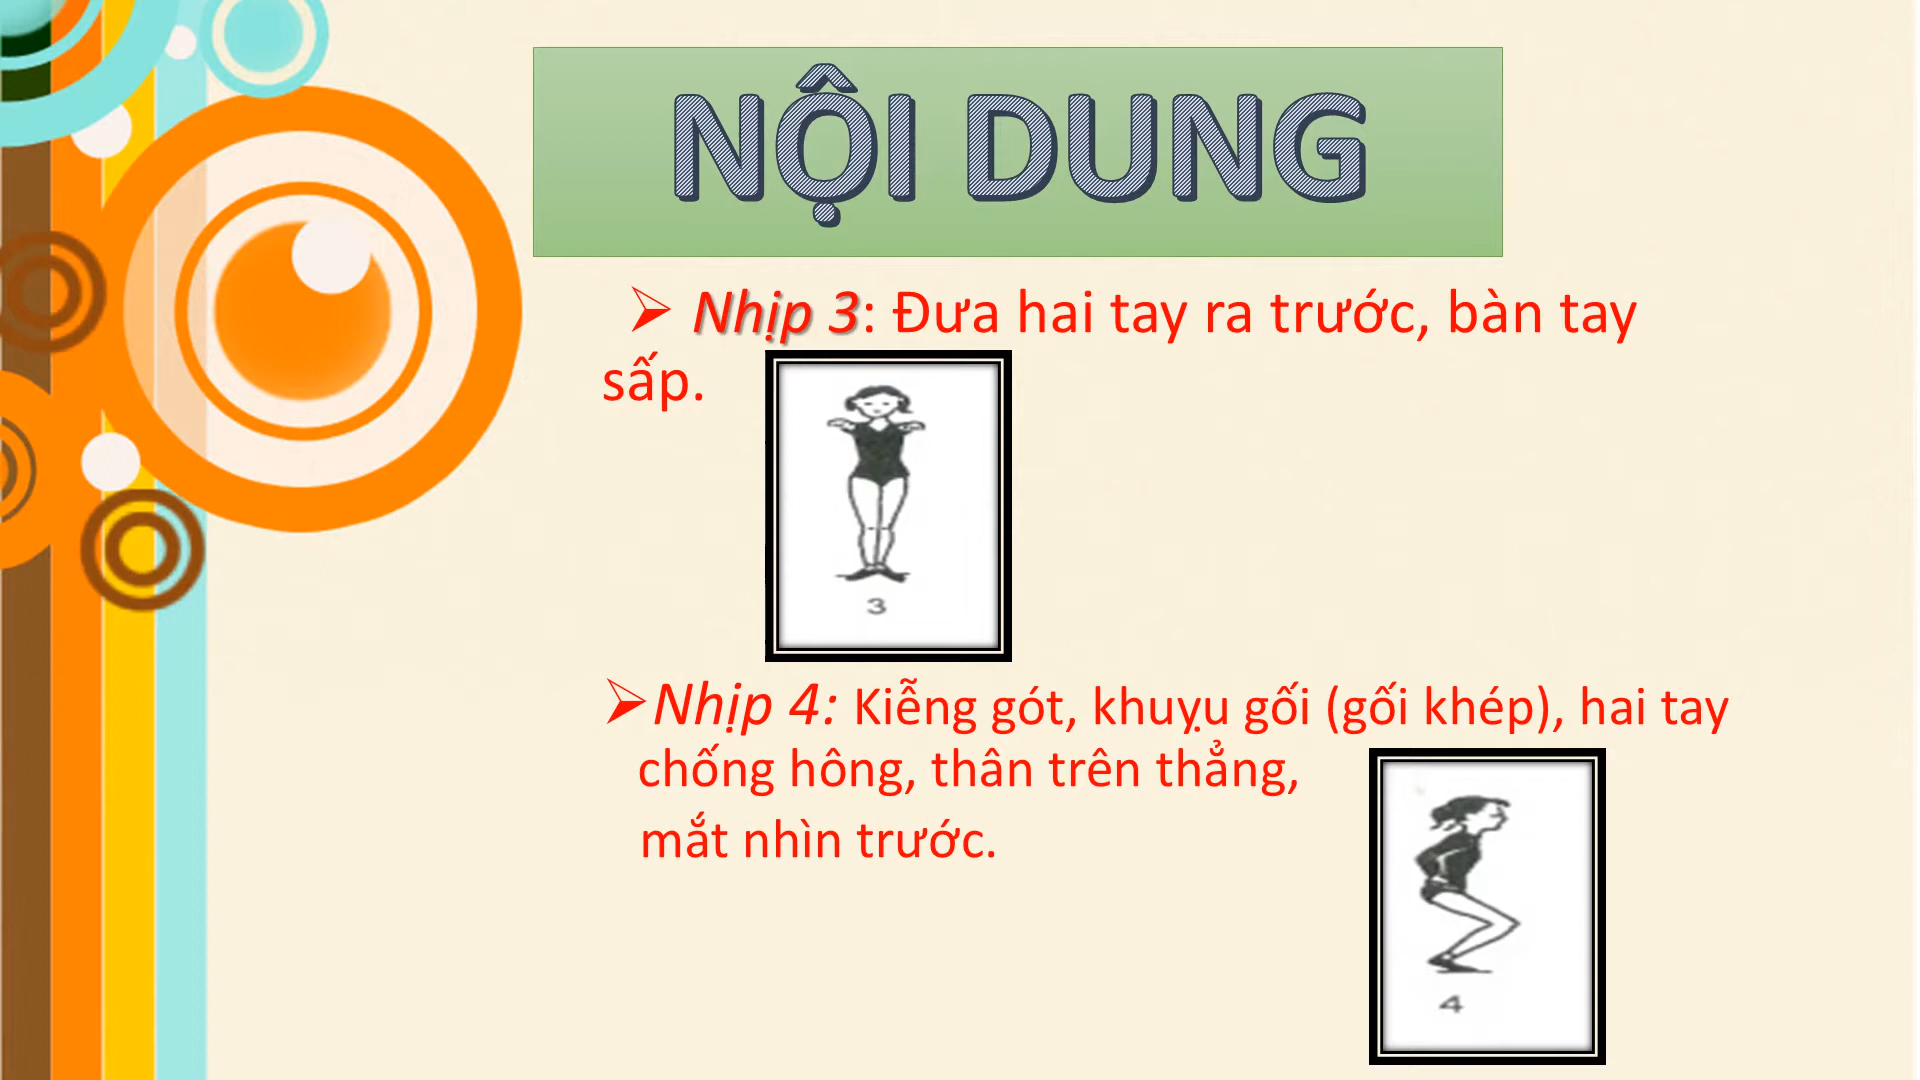 NỘI DUNG
➢ Nhịp 3: Đưa hai tay ra trước, bàn tay
sấp.
3
➢Nhịp 4: Kiễng gót, khuỵu gối (gối khép), hai tay
chống hông, thân trên thẳng,
mắt nhìn trước.
4